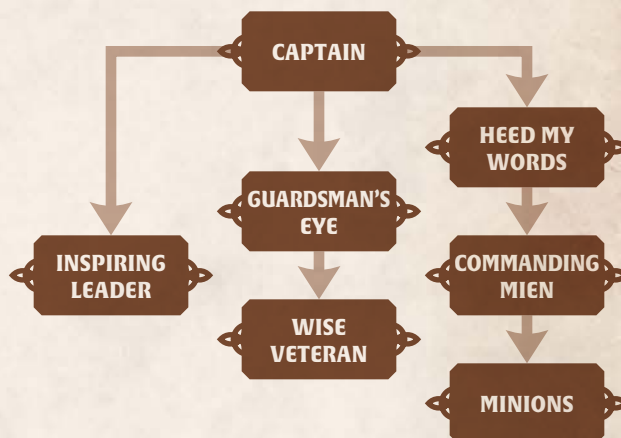 CAPTAIN
HEED MY
WORDS
GUARDSMAN'S
EYE
INSPIRING
LEADER
COMMANDING
MIEN
WISE
VETERAN
MINIONS